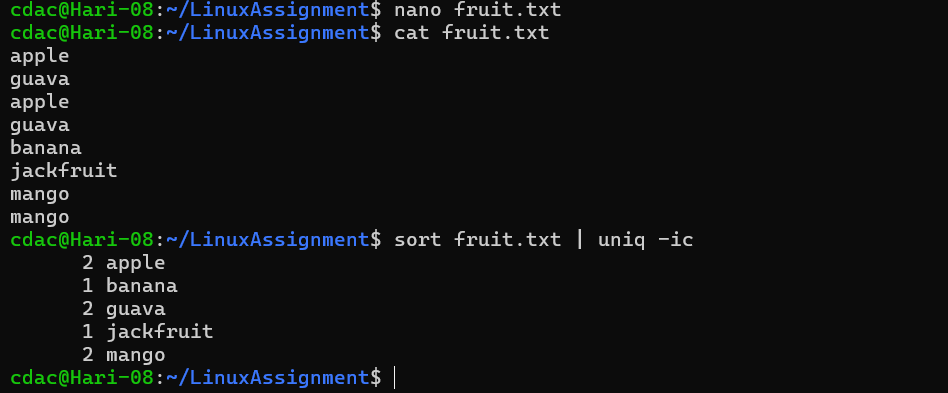 cdac@Hari-08:~/LinuxAssignment$ nano fruit.txt
cdac@Hari-08:~/LinuxAssignment$ cat fruit.txt
apple
guava
apple
guava
banana
jackfruit
mango
mango
cdac@Hari-08:~/LinuxAssignment$ sort fruit.txt | uniq -ic
      2 apple
      1 banana
      2 guava
      1 jackfruit
      2 mango
cdac@Hari-08:~/LinuxAssignment$